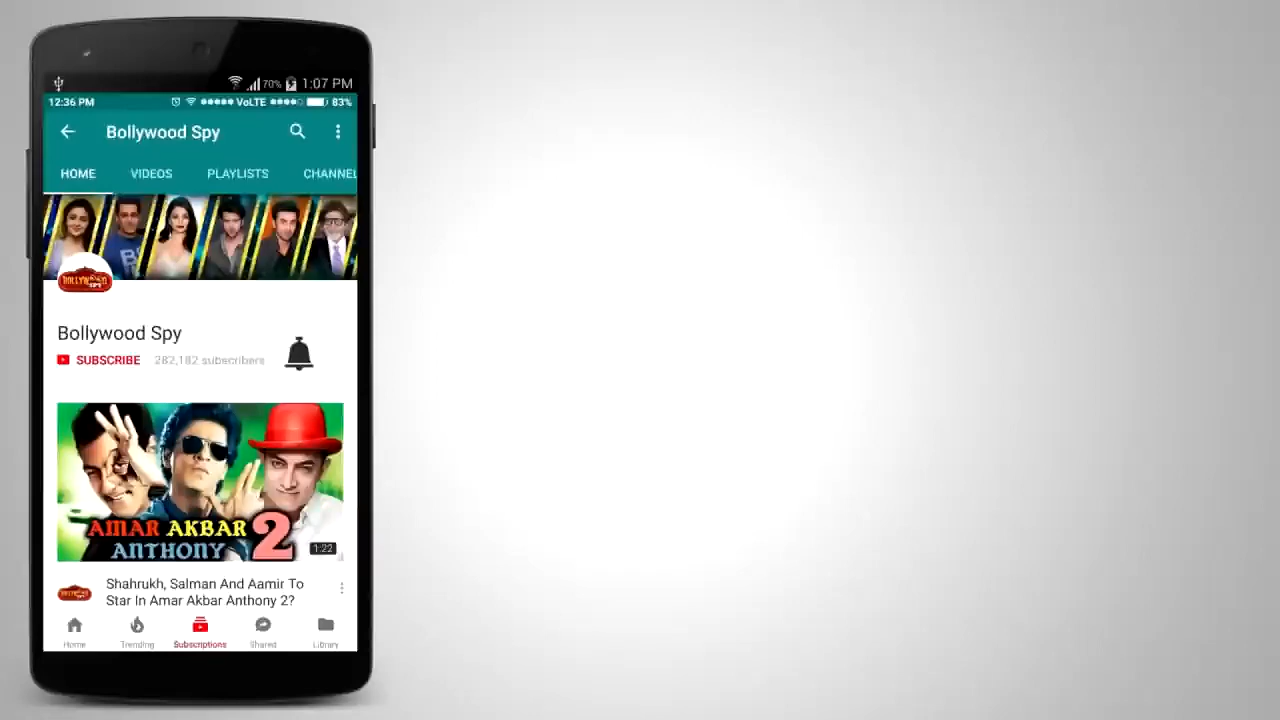 70% 1:07 PM
12:36 PM VoLTE 83%
Bollywood Spy
HOME VIDEOS PLAYLISTS CHANNEL
BOLLYWOOD
SPY
Bollywood Spy
SUBSCRIBE 282,182 subscribers
AMAR AKBAR
ANTHONY 2
1:22
Shahrukh, Salman And Aamir To
Star In Amar Akbar Anthony 2?
Home Trending Subscriptions Shared Library